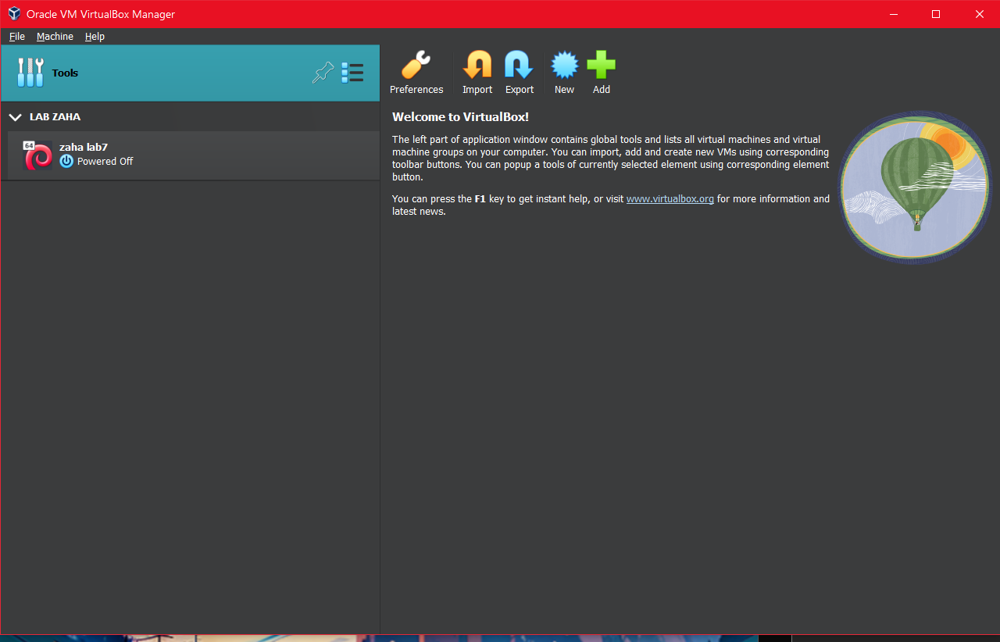 Oracle VM VirtualBox Manager
File Machine Help
Tools
LAB ZAHA
64
zaha lab7
Powered Off
Preferences Import Export New Add
Welcome to VirtualBox!
The left part of application window contains global tools and lists all virtual machines and virtual
machine groups on your computer. You can import, add and create new VMs using corresponding
toolbar buttons. You can popup a tools of currently selected element using corresponding element
button.
You can press the F1 key to get instant help, or visit www.virtualbox.org for more information and
latest news.